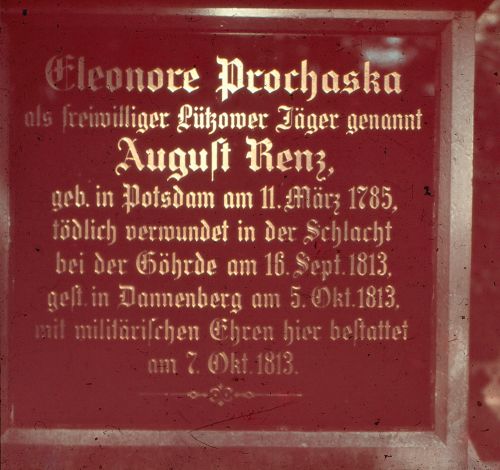 Eleonore Prochaska
als freiwilliger Lützower Jäger genannt
August Renz,
geb. in Potsdam am 11. März 1785,
tödlich verwundet in der Schlacht
bei der Göhrde am 16. Sept. 1813,
gest. in Dannenberg am 5. Okt. 1813,
mit militärischen Ehren hier bestattet
am 7. Okt. 1813.